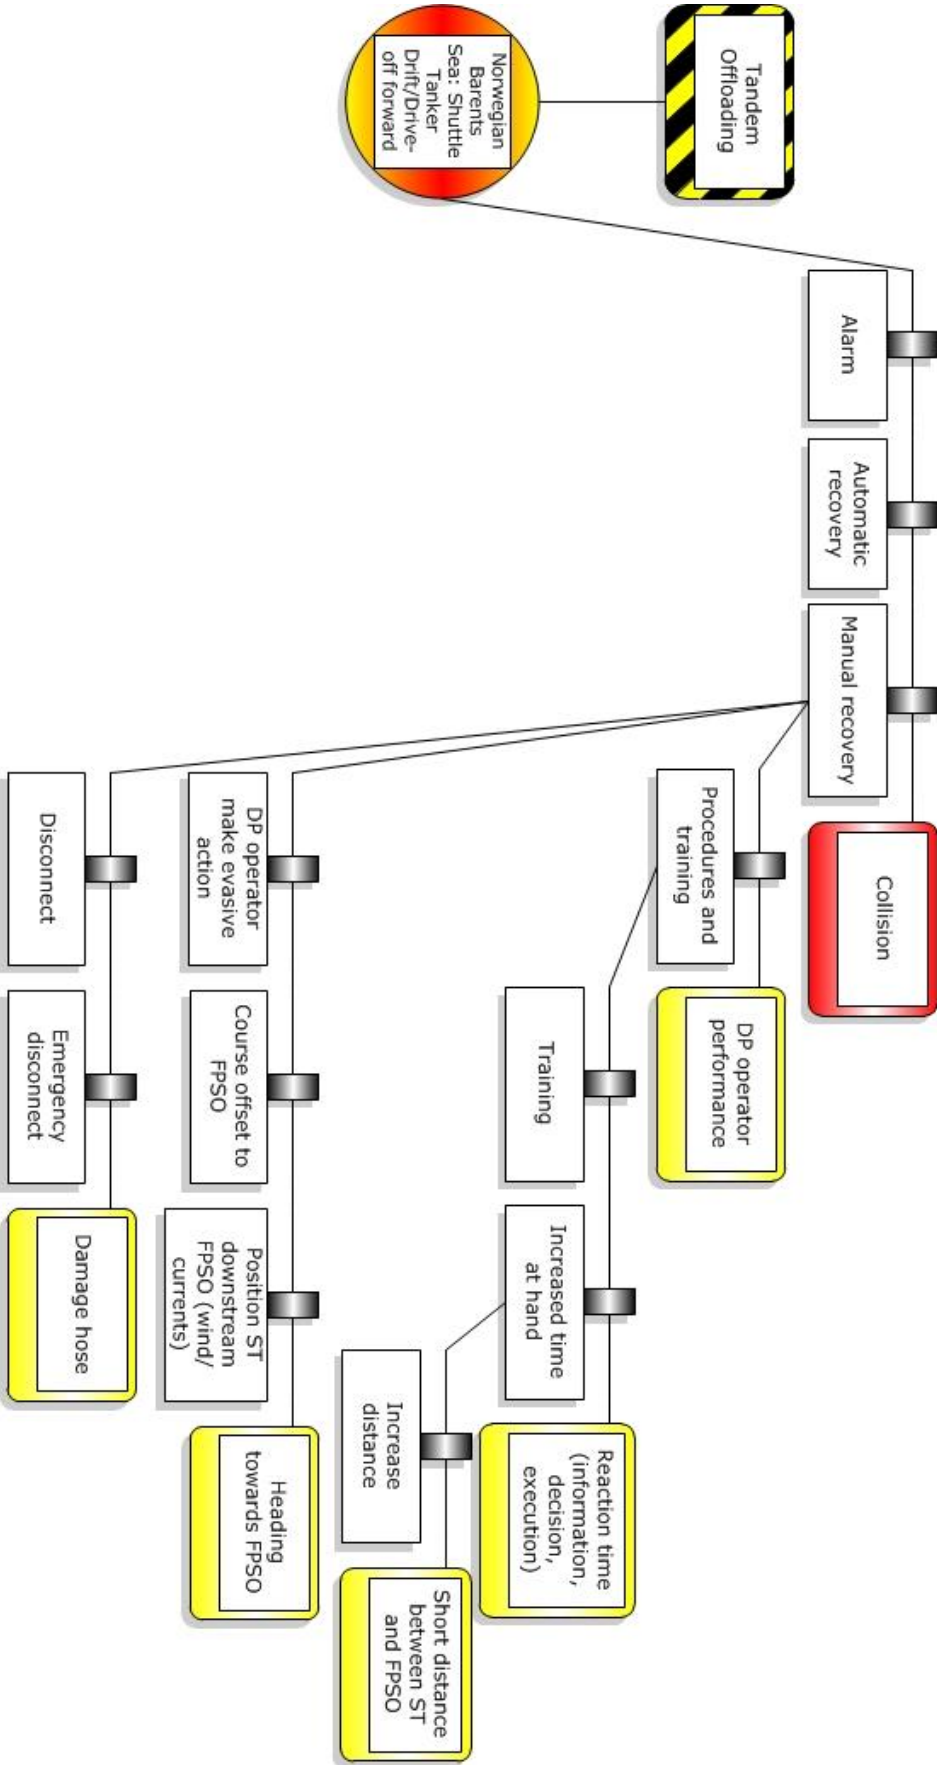 Tandem
Offloading
Norwegian
Barents
Sea: Shuttle
Tanker
Drift/Drive-
off forward
Alarm
Automatic
recovery
Manual recovery
Collision
Procedures and
training
DP operator
performance
Training
Increased time
at hand
Reaction time
(information,
decision,
execution)
Increase
distance
Short distance
between ST
and FPSO
DP operator
make evasive
action
Course offset to
FPSO
Position ST
downstream
FPSO (wind/
currents)
Heading
towards FPSO
Disconnect
Emergency
disconnect
Damage hose